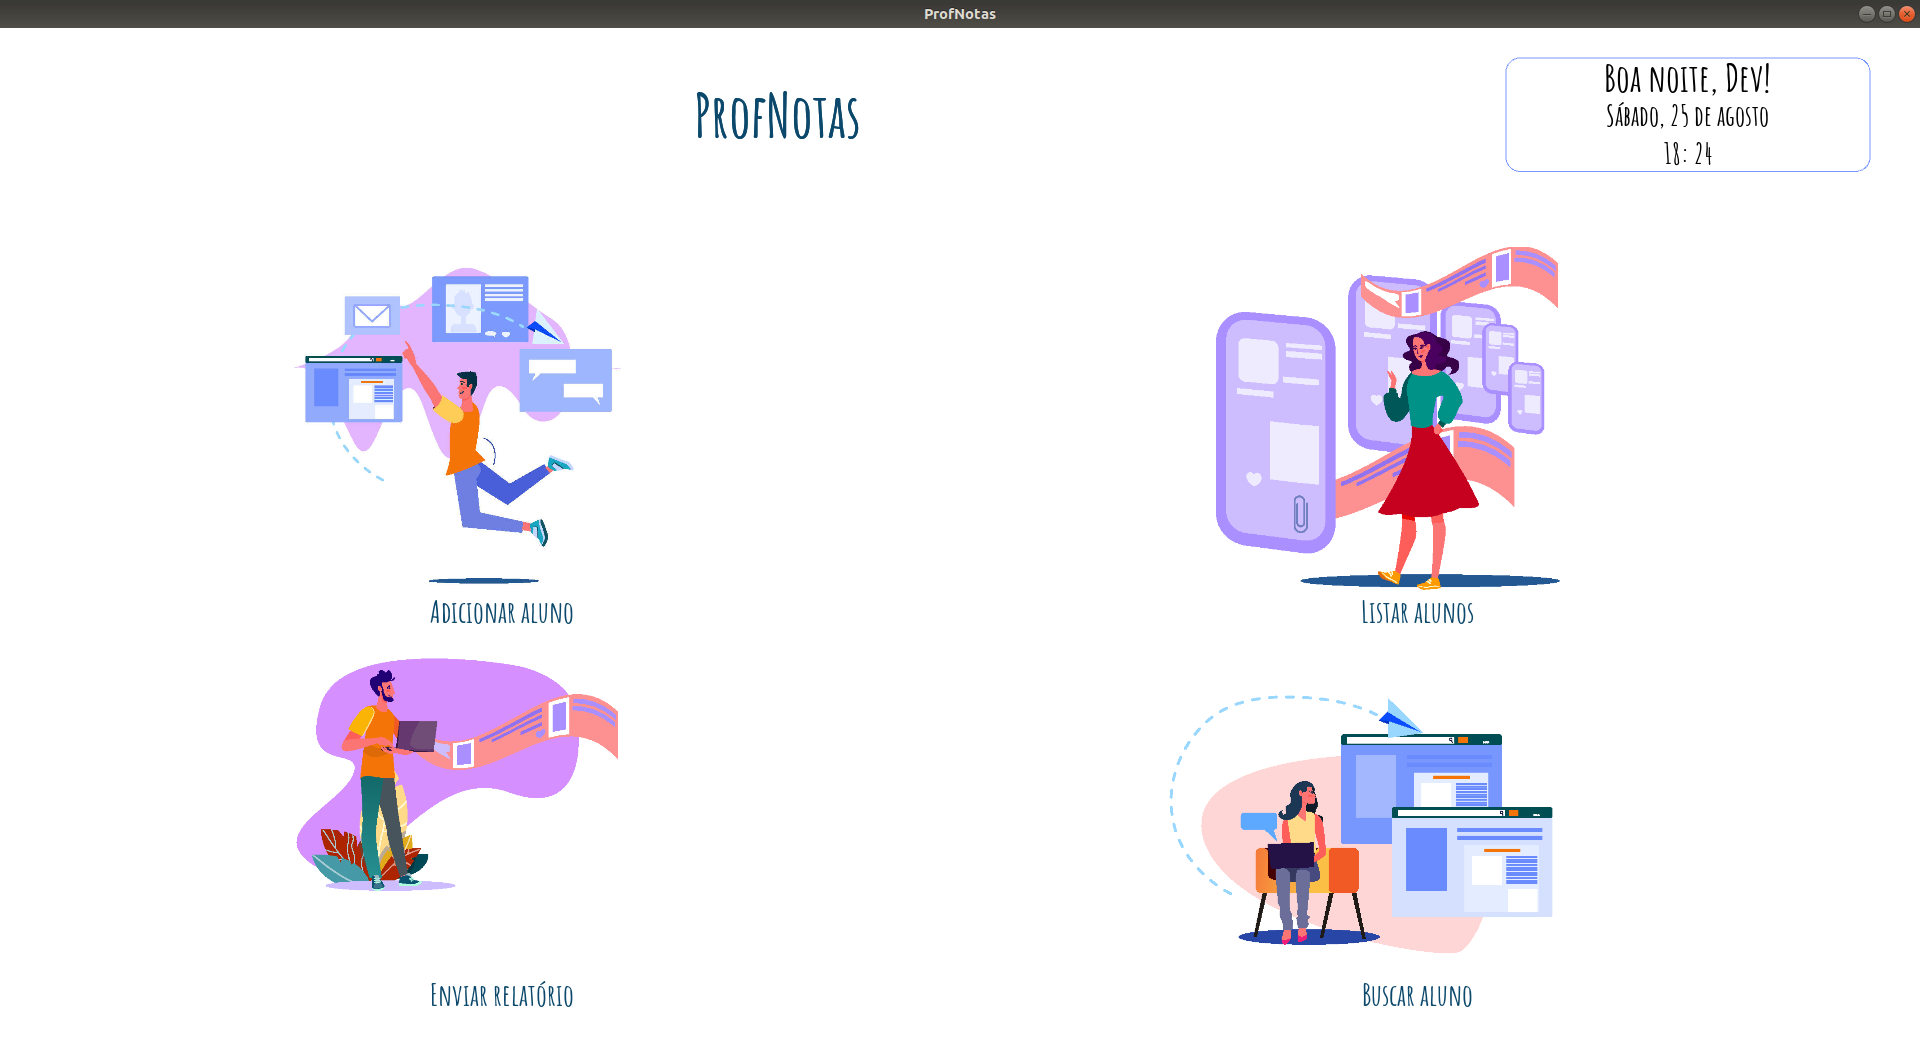 ProfNotas
ProfNotas
Boa noite, Dev!
Sábado, 25 de agosto
18: 24
Adicionar aluno
Listar alunos
Enviar relatório
Buscar aluno